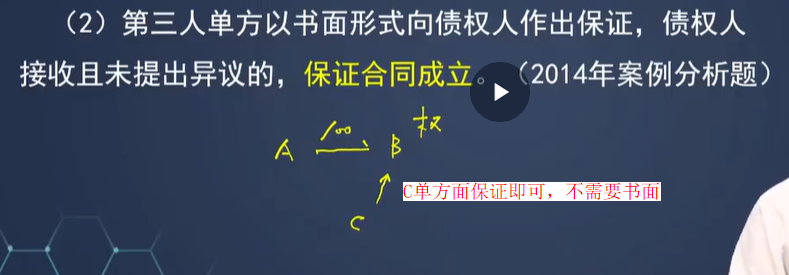 （2）第三人单方以书面形式向债权人作出保证，债权人
接收且未提出异议的，保证合同成立。（2014年案例分析题）
A 100 B 权
C单方面保证即可，不需要书面
C